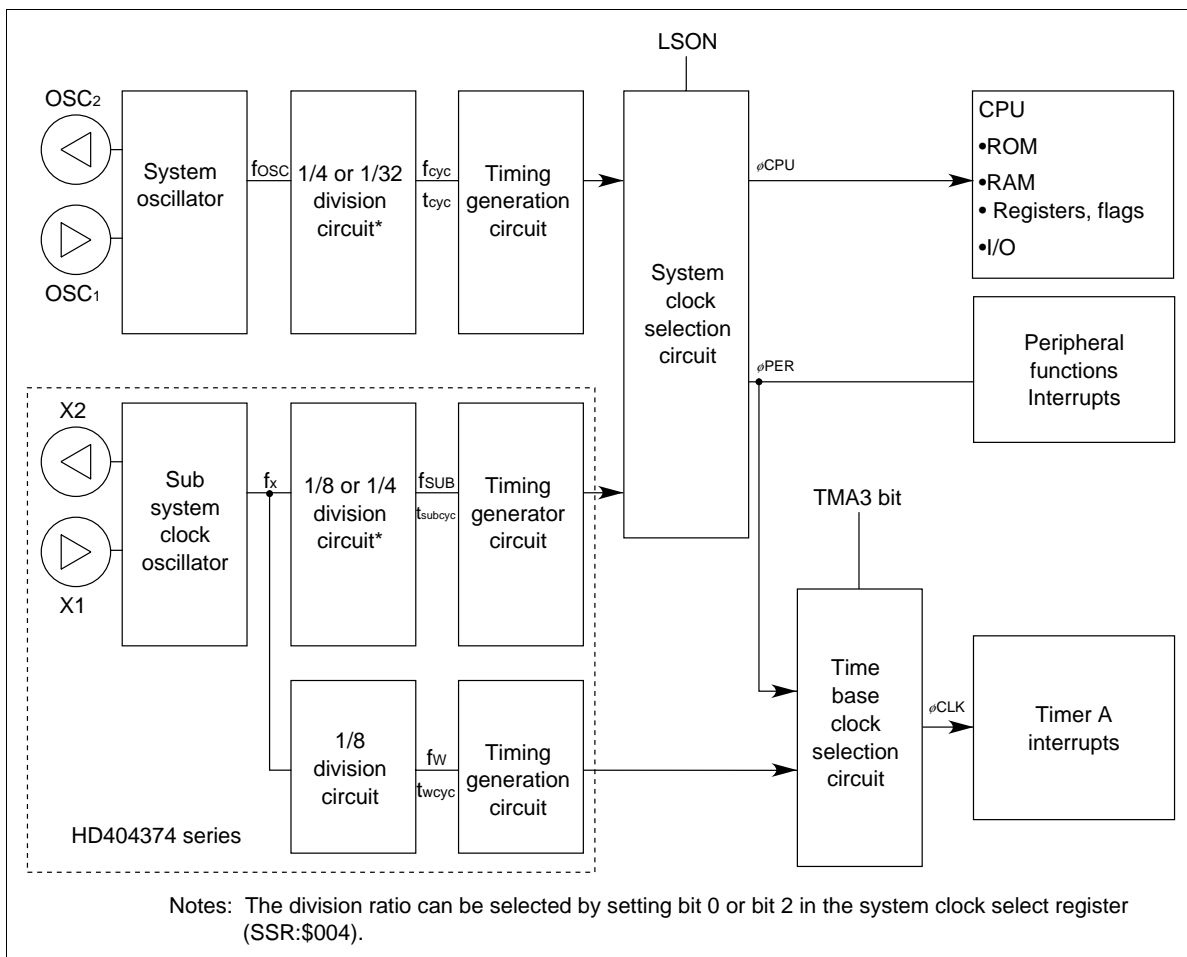 LSON
OSC2
System
oscillator
fOSC
1/4 or 1/32
division
circuit*
fcyc
tcyc
Timing
generation
circuit
OSC1
System
clock
selection
circuit
øCPU
CPU
•ROM
•RAM
• Registers, flags
•I/O
øPER
Peripheral
functions
Interrupts
X2
Sub
system
clock
oscillator
fx
1/8 or 1/4
division
circuit*
fSUB
tsubcyc
Timing
generator
circuit
X1
TMA3 bit
1/8
division
circuit
fW
twcyc
Timing
generation
circuit
Time
base
clock
selection
circuit
øCLK
Timer A
interrupts
HD404374 series
Notes: The division ratio can be selected by setting bit 0 or bit 2 in the system clock select register
(SSR:$004).